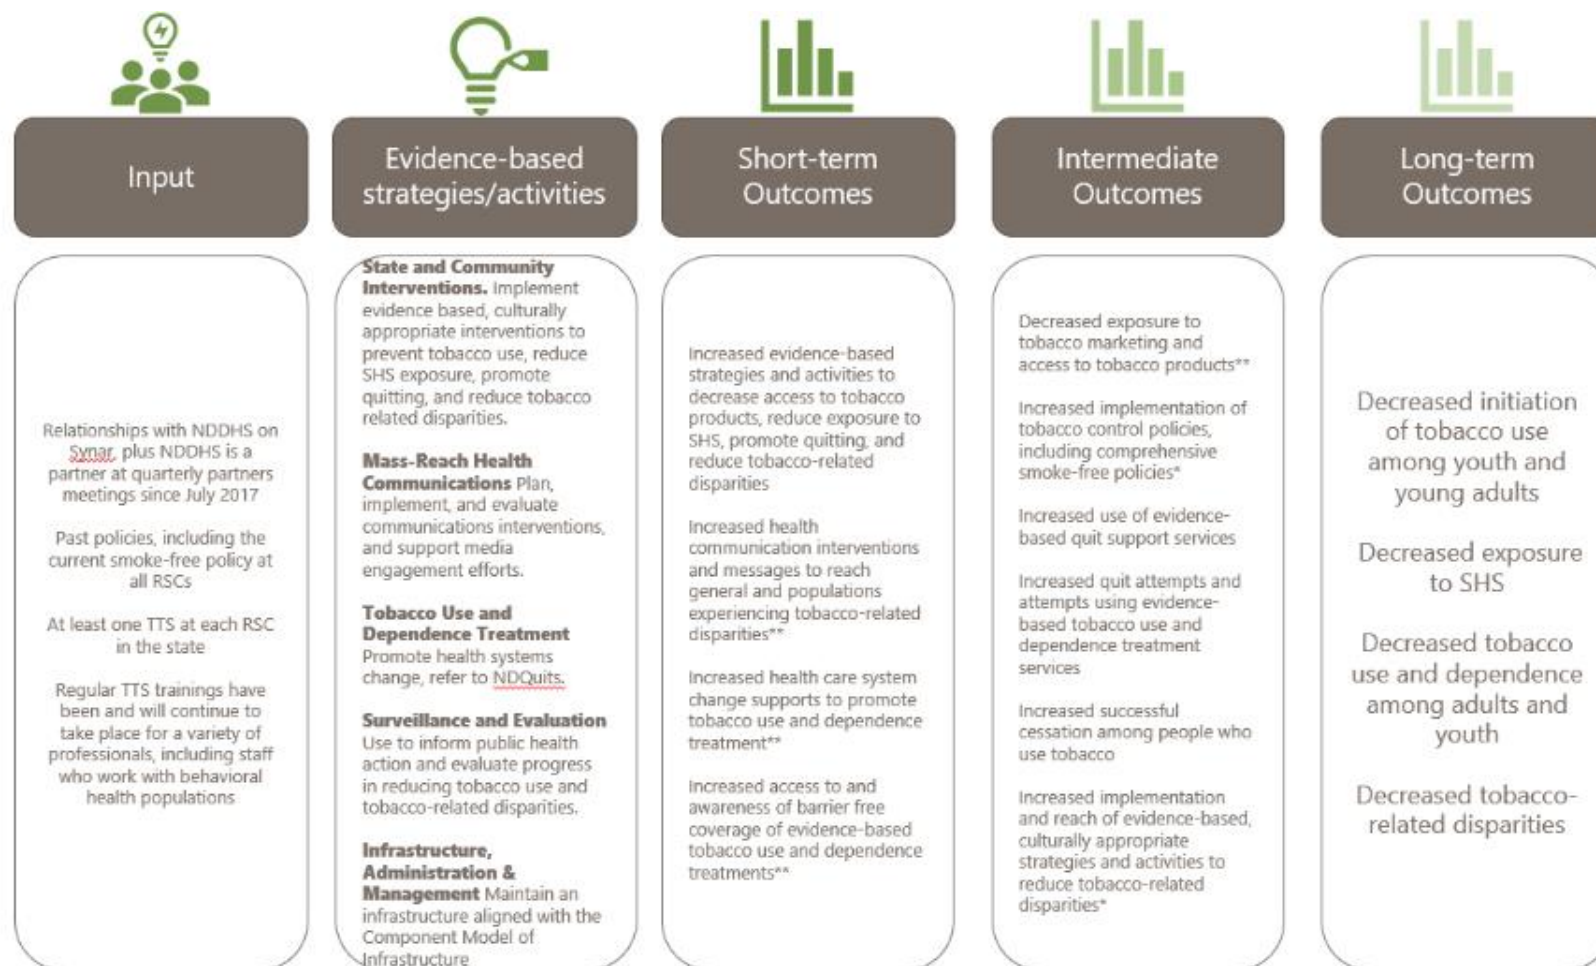 Input
Evidence-based
strategies/activities
Short-term
Outcomes
Intermediate
Outcomes
Long-term
Outcomes
Relationships with NDDHS on
Synar, plus NDDHS is a
partner at quarterly partners
meetings since July 2017
Past policies, including the
current smoke-free policy at
all RSCs
At least one TTS at each RSC
in the state
Regular TTS trainings have
been and will continue to
take place for a variety of
professionals, including staff
who work with behavioral
health populations
State and Community
Interventions. Implement
evidence based, culturally
appropriate interventions to
prevent tobacco use, reduce
SHS exposure, promote
quitting, and reduce tobacco
related disparities.
Mass-Reach Health
Communications Plan,
implement, and evaluate
communications interventions,
and support media
engagement efforts.
Tobacco Use and
Dependence Treatment
Promote health systems
change, refer to NDQuits.
Surveillance and Evaluation
Use to inform public health
action and evaluate progress
in reducing tobacco use and
tobacco-related disparities.
Infrastructure,
Administration &
Management Maintain an
infrastructure aligned with the
Component Model of
Infrastructure
Increased evidence-based
strategies and activities to
decrease access to tobacco
products, reduce exposure to
SHS, promote quitting, and
reduce tobacco-related
disparities
Increased health
communication interventions
and messages to reach
general and populations
experiencing tobacco-related
disparities**
Increased health care system
change supports to promote
tobacco use and dependence
treatment**
Increased access to and
awareness of barrier free
coverage of evidence-based
tobacco use and dependence
treatments**
Decreased exposure to
tobacco marketing and
access to tobacco products**
Increased implementation of
tobacco control policies,
including comprehensive
smoke-free policies*
Increased use of evidence-
based quit support services
Increased quit attempts and
attempts using evidence-
based tobacco use and
dependence treatment
services
Increased successful
cessation among people who
use tobacco
Increased implementation
and reach of evidence-based,
culturally appropriate
strategies and activities to
reduce tobacco-related
disparities*
Decreased initiation
of tobacco use
among youth and
young adults
Decreased exposure
to SHS
Decreased tobacco
use and dependence
among adults and
youth
Decreased tobacco-
related disparities